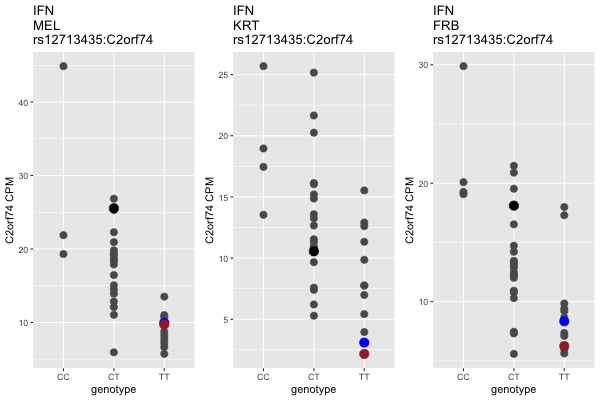 IFN
MEL
rs12713435:C2orf74
C2orf74 CPM
40
30
20
10
CC
CT
TT
genotype
IFN
KRT
rs12713435:C2orf74
C2orf74 CPM
25
20
15
10
5
CC
CT
TT
genotype
IFN
FRB
rs12713435:C2orf74
C2orf74 CPM
30
20
10
CC
CT
TT
genotype